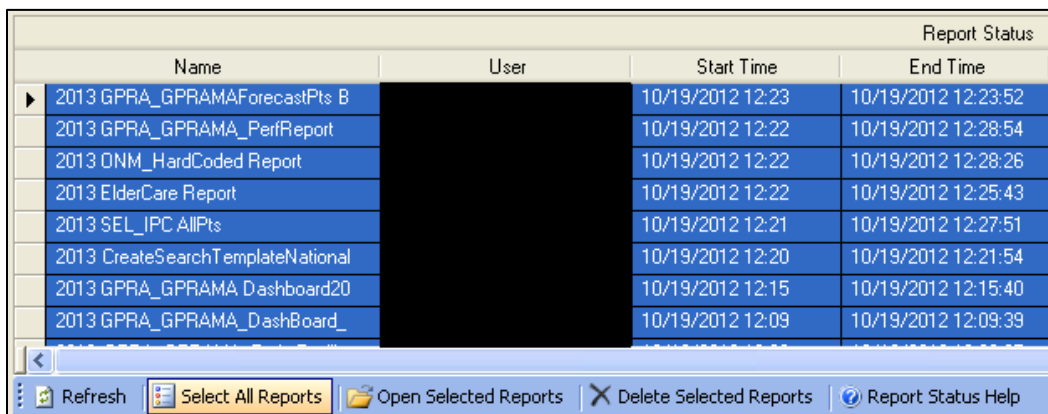 Report Status
Name User Start Time End Time
2013 GPRA_GPRAMAForecastPts B 10/19/2012 12:23 10/19/2012 12:23:52
2013 GPRA_GPRAMA_PerfReport 10/19/2012 12:22 10/19/2012 12:28:54
2013 ONM_HardCoded Report 10/19/2012 12:22 10/19/2012 12:28:26
2013 ElderCare Report 10/19/2012 12:22 10/19/2012 12:25:43
2013 SEL_IPC AllPts 10/19/2012 12:21 10/19/2012 12:27:51
2013 CreateSearchTemplateNational 10/19/2012 12:20 10/19/2012 12:21:54
2013 GPRA_GPRAMA Dashboard20 10/19/2012 12:15 10/19/2012 12:15:40
2013 GPRA_GPRAMA_DashBoard_ 10/19/2012 12:09 10/19/2012 12:09:39
Refresh Select All Reports Open Selected Reports Delete Selected Reports Report Status Help